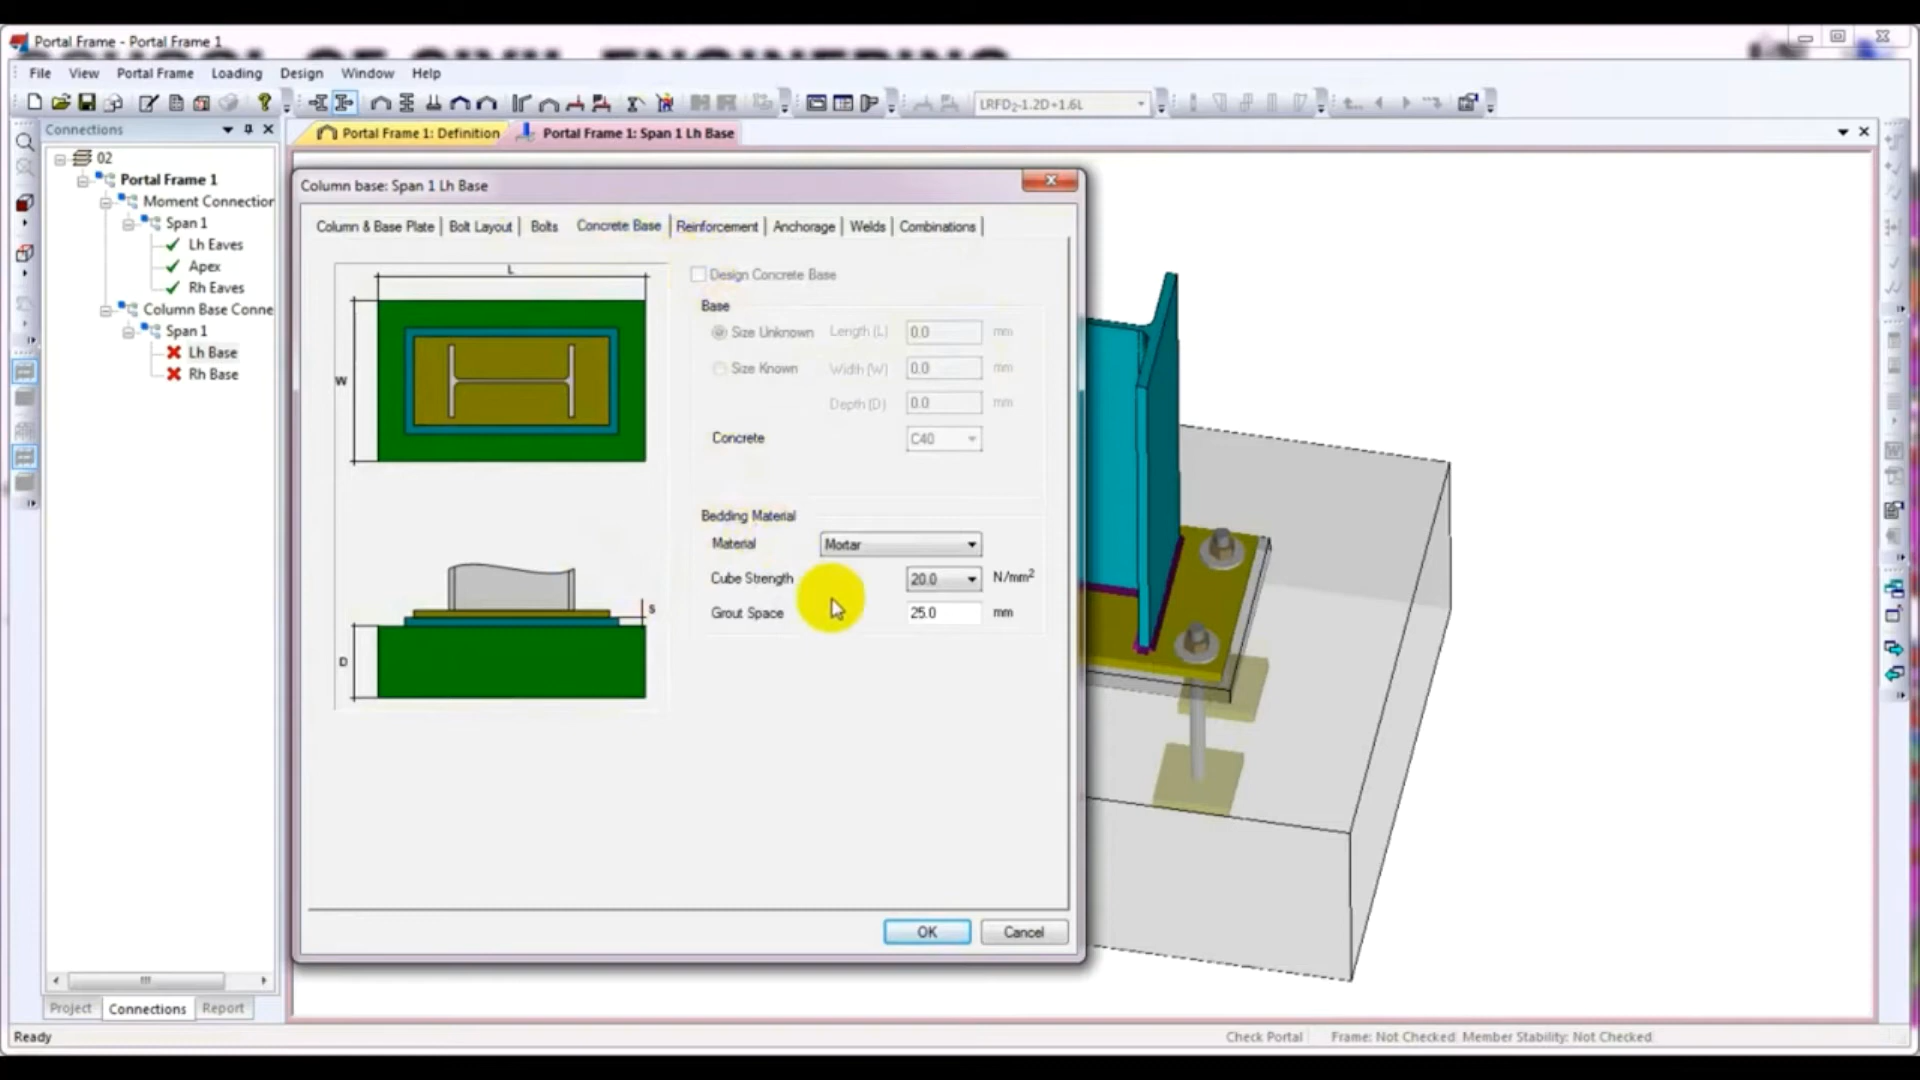 SCHOOL OF CIVIL ENGINEERING
Portal Frame - Portal Frame 1
File View Portal Frame Loading Design Window Help
LRFD2-1.2D+1.6L
Connections
Portal Frame 1: Definition
Portal Frame 1: Span 1 Lh Base
02
Portal Frame 1
Moment Connection
Span 1
Lh Eaves
Apex
Rh Eaves
Column Base Conne
Span 1
Lh Base
Rh Base
Column base: Span 1 Lh Base
Column & Base Plate Bolt Layout Bolts Concrete Base Reinforcement Anchorage Welds Combinations
L
W
S
D
Design Concrete Base
Base
Size Unknown Length (L) 0.0 mm
Size Known Width (W) 0.0 mm
Depth (D) 0.0 mm
Concrete C40
Bedding Material
Material Mortar
Cube Strength 20.0 N/mm²
Grout Space 25.0 mm
OK Cancel
Project Connections Report
Ready
Check Portal Frame: Not Checked Member Stability: Not Checked